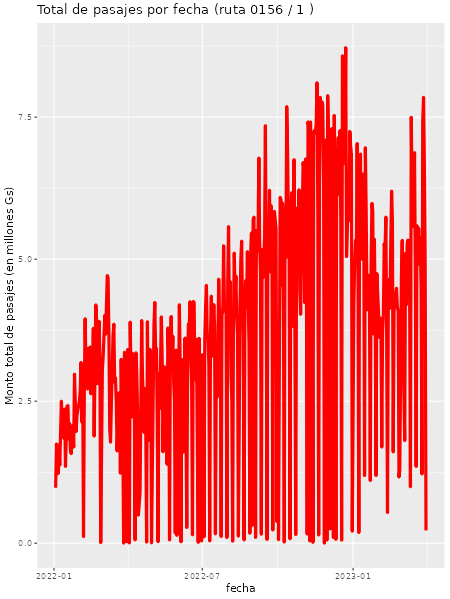 Total de pasajes por fecha (ruta 0156 / 1 )
Monto total de pasajes (en millones Gs)
7.5
5.0
2.5
0.0
2022-01
2022-07
2023-01
fecha